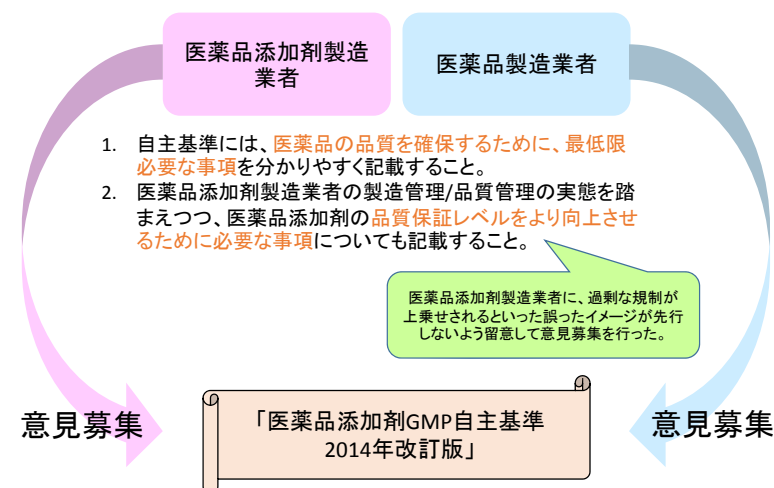 医薬品添加剤製造
業者
医薬品製造業者
1. 自主基準には、医薬品の品質を確保するために、最低限
必要な事項を分かりやすく記載すること。
2. 医薬品添加剤製造業者の製造管理/品質管理の実態を踏
まえつつ、医薬品添加剤の品質保証レベルをより向上させ
るために必要な事項についても記載すること。
医薬品添加剤製造業者に、過剰な規制が
上乗せされるといった誤ったイメージが先行
しないよう留意して意見募集を行った。
意見募集
「医薬品添加剤GMP自主基準
2014年改訂版」
意見募集